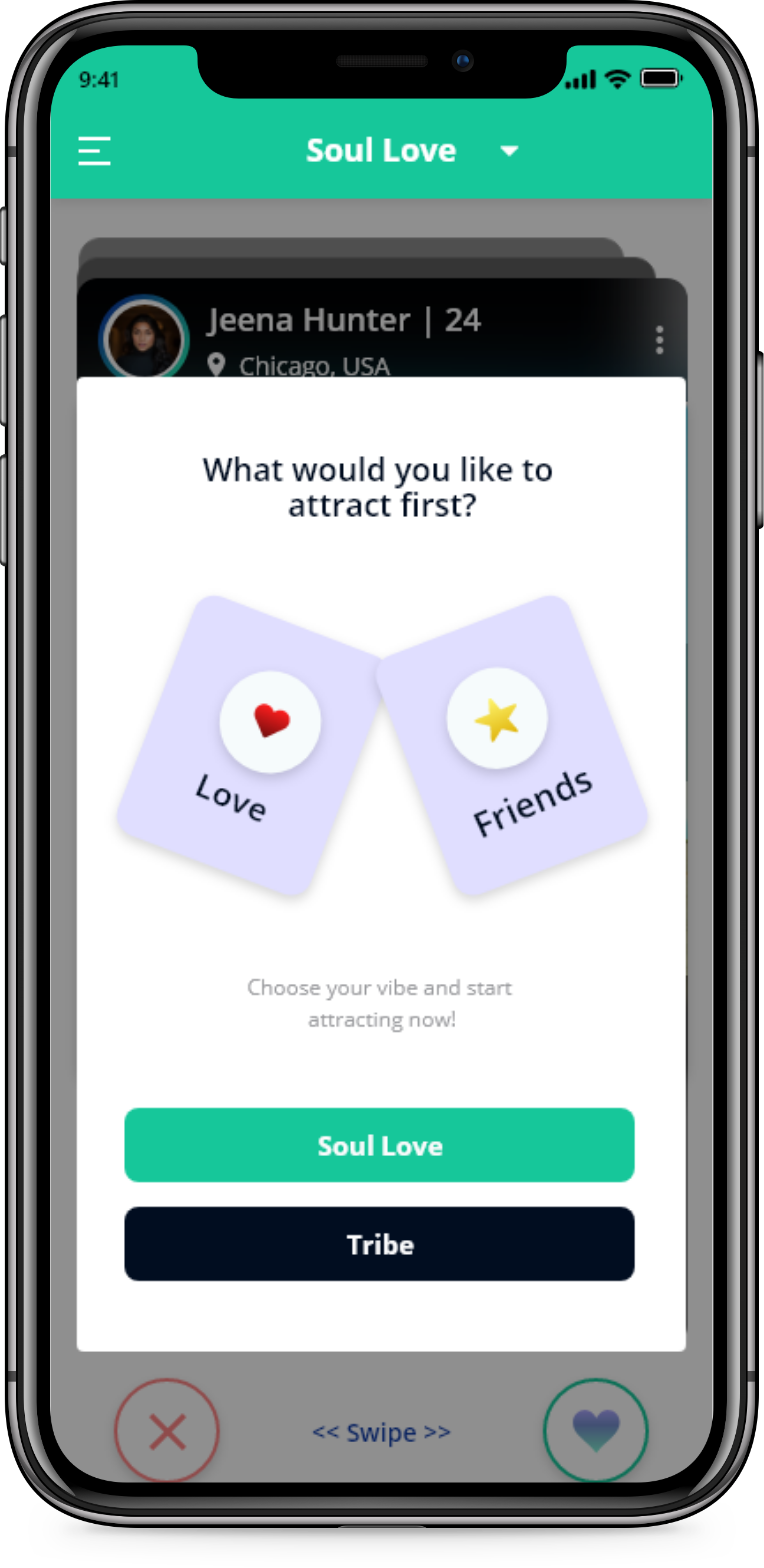 9:41
Soul Love
Jeena Hunter | 24
Chicago, USA
What would you like to
attract first?
Love
Friends
Choose your vibe and start
attracting now!
Soul Love
Tribe
<< Swipe >>